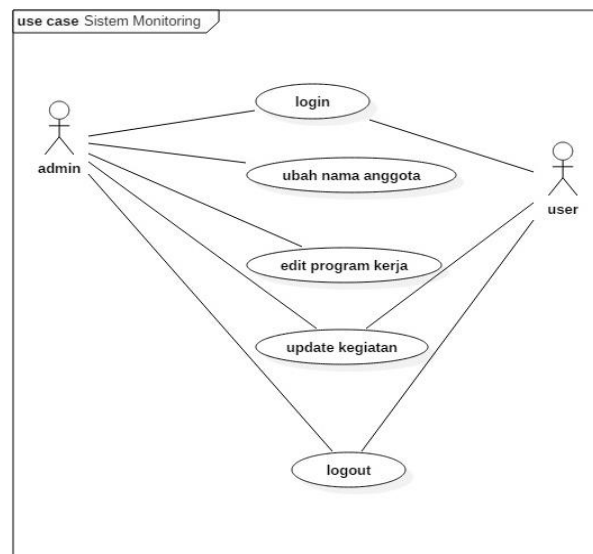 use case Sistem Monitoring
login
admin
ubah nama anggota
user
edit program kerja
update kegiatan
logout